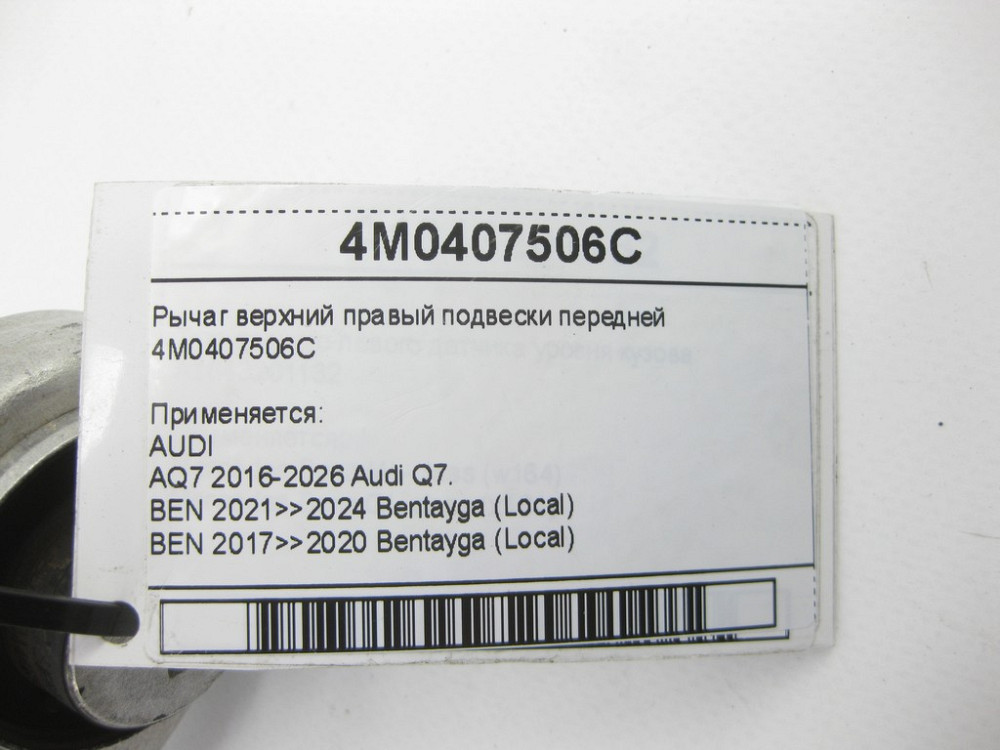 4M0407506C
Рычаг верхний правый подвески передней
4M0407506C
Применяется:
AUDI
AQ7 2016-2026 Audi Q7.
BEN 2021>>2024 Bentayga (Local)
BEN 2017>>2020 Bentayga (Local)